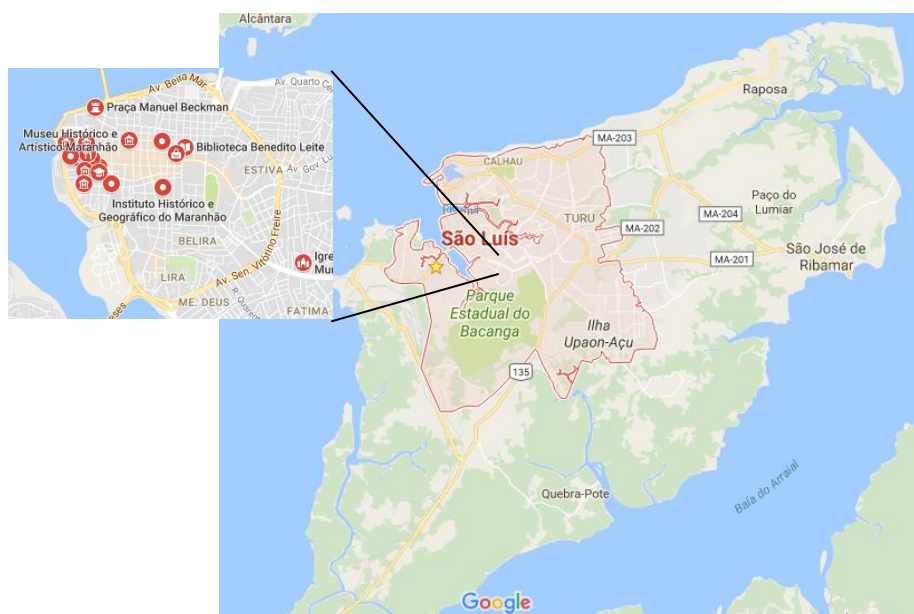 Alcântara
Av. Beira Mar
Av. Quarto Cen
Praça Manuel Beckman
Museu Histórico e
Artístico Maranhão
Biblioteca Benedito Leite
ESTIVA
Av. Gov. Lu
Instituto Histórico e
Geográfico do Maranhão
BELIRA
LIRA
Av. Sen. Vitorino Freire
Igre
Mur
ME. DEUS
FATIMA
Raposa
MA-203
CALHAU
Paço do
Lumiar
MA-204
TURU
MA-202
São Luís
São José de
Ribamar
MA-201
Parque
Estadual do
Bacanga
Ilha
Upaon-Açu
135
Quebra-Pote
Baía do Arraial
Google